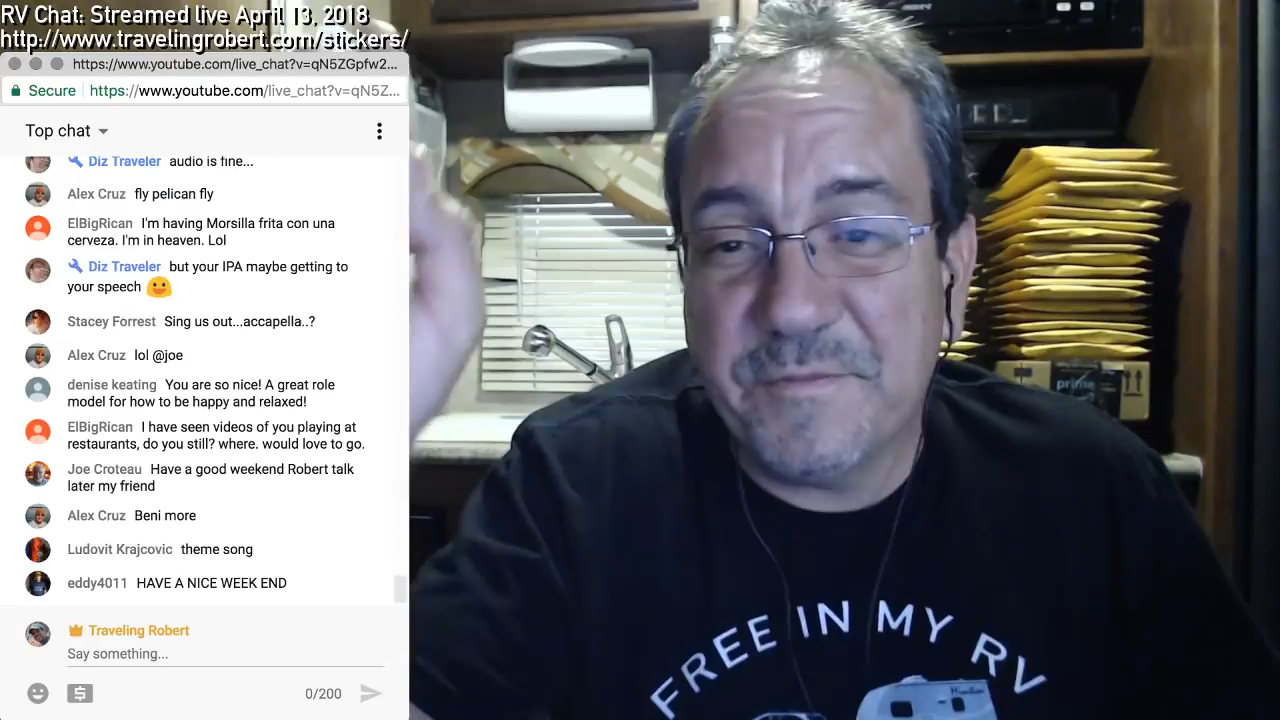 RV Chat: Streamed live April 13, 2018
http://www.travelingrobert.com/stickers/
https://www.youtube.com/live_chat?v=qN5ZGpfw2...
Secure https://www.youtube.com/live_chat?v=qN5Z...
Top chat
Diz Traveler audio is fine...
Alex Cruz fly pelican fly
ElBigRican I'm having Morsilla frita con una
cerveza. I'm in heaven. Lol
Diz Traveler but your IPA maybe getting to
your speech
Stacey Forrest Sing us out...accapella..?
Alex Cruz lol @joe
denise keating You are so nice! A great role
model for how to be happy and relaxed!
ElBigRican I have seen videos of you playing at
restaurants, do you still? where. would love to go.
Joe Croteau Have a good weekend Robert talk
later my friend
Alex Cruz Beni more
Ludovit Krajcovic theme song
eddy4011 HAVE A NICE WEEK END
Traveling Robert
Say something...
0/200
prime
FREE IN MY RV